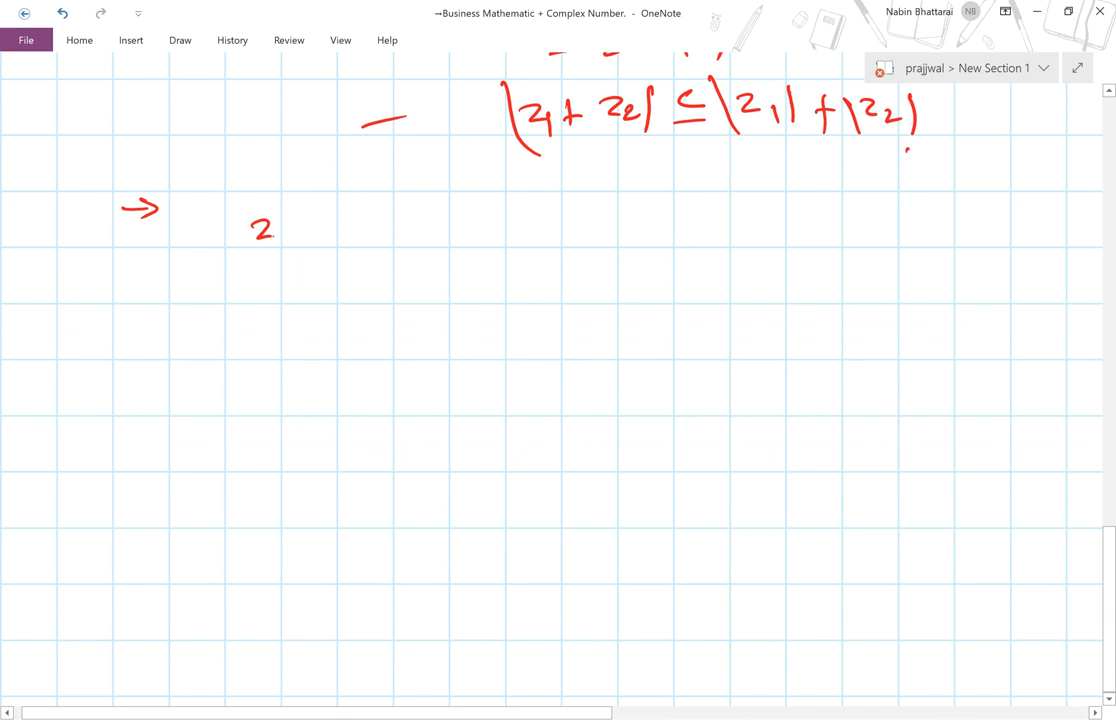 →Business Mathematic + Complex Number. - OneNote
Nabin Bhattarai NB
File Home Insert Draw History Review View Help
prajjwal > New Section 1
— |z1 + z2| ≤ |z1| + |z2|
→ z